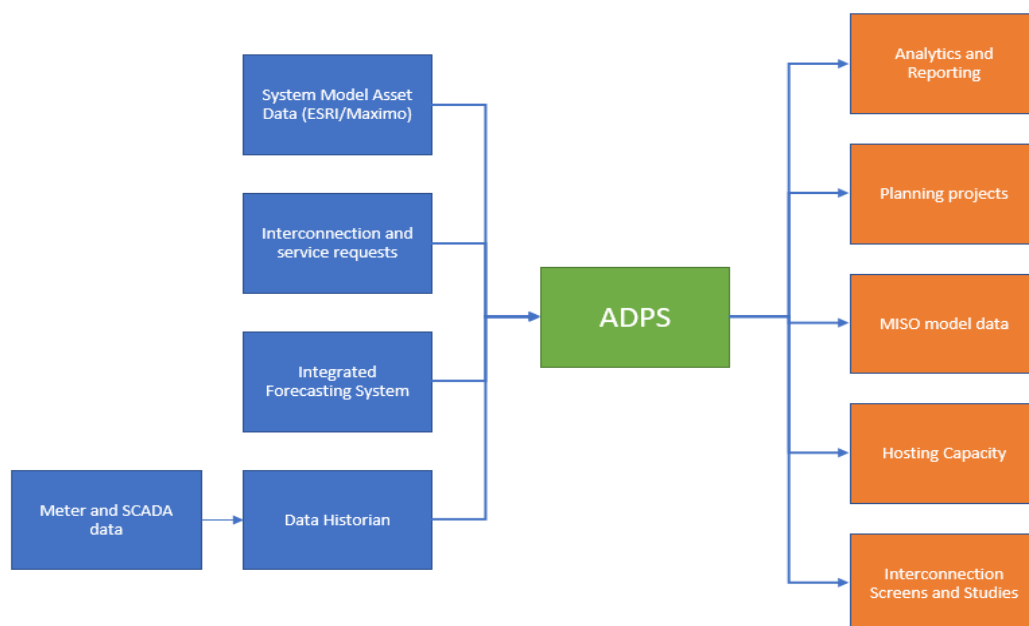 System Model Asset
Data (ESRI/Maximo)
Interconnection and
service requests
Integrated
Forecasting System
Meter and SCADA
data
Data Historian
ADPS
Analytics and
Reporting
Planning projects
MISO model data
Hosting Capacity
Interconnection
Screens and Studies